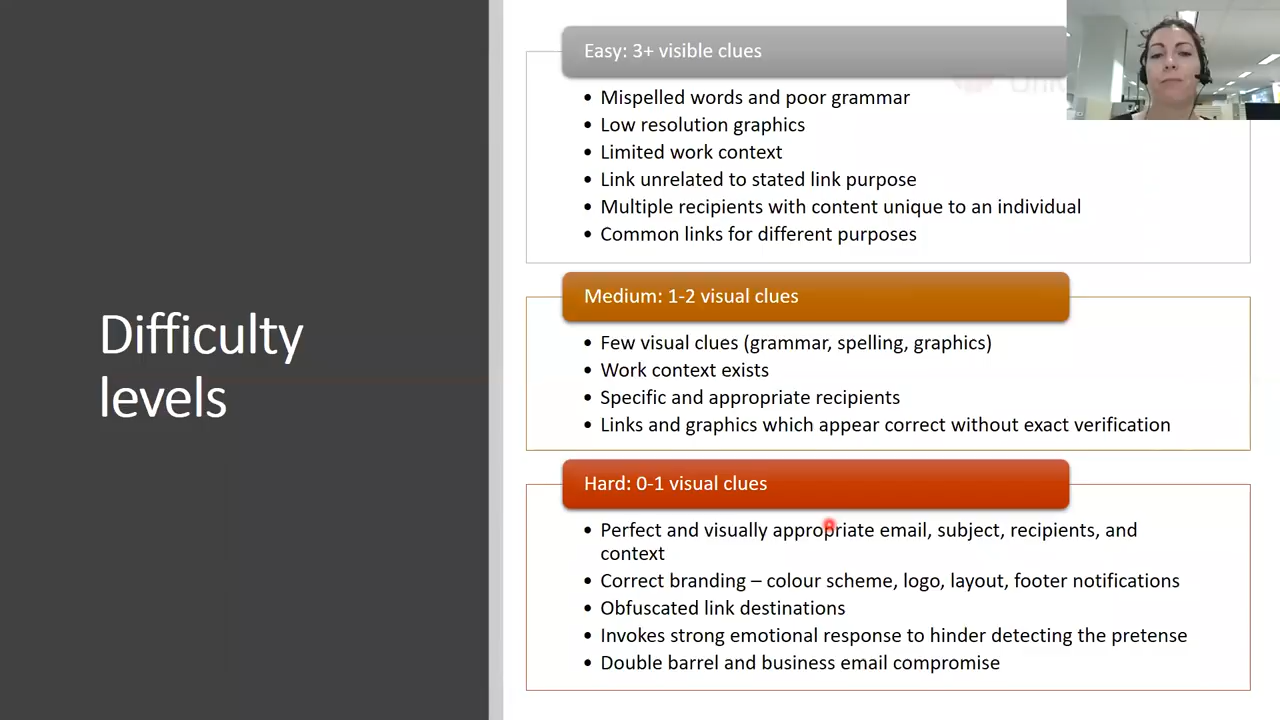 Difficulty
levels
Easy: 3+ visible clues
• Mispelled words and poor grammar
• Low resolution graphics
• Limited work context
• Link unrelated to stated link purpose
• Multiple recipients with content unique to an individual
• Common links for different purposes
Medium: 1-2 visual clues
• Few visual clues (grammar, spelling, graphics)
• Work context exists
• Specific and appropriate recipients
• Links and graphics which appear correct without exact verification
Hard: 0-1 visual clues
• Perfect and visually appropriate email, subject, recipients, and
context
• Correct branding – colour scheme, logo, layout, footer notifications
• Obfuscated link destinations
• Invokes strong emotional response to hinder detecting the pretense
• Double barrel and business email compromise